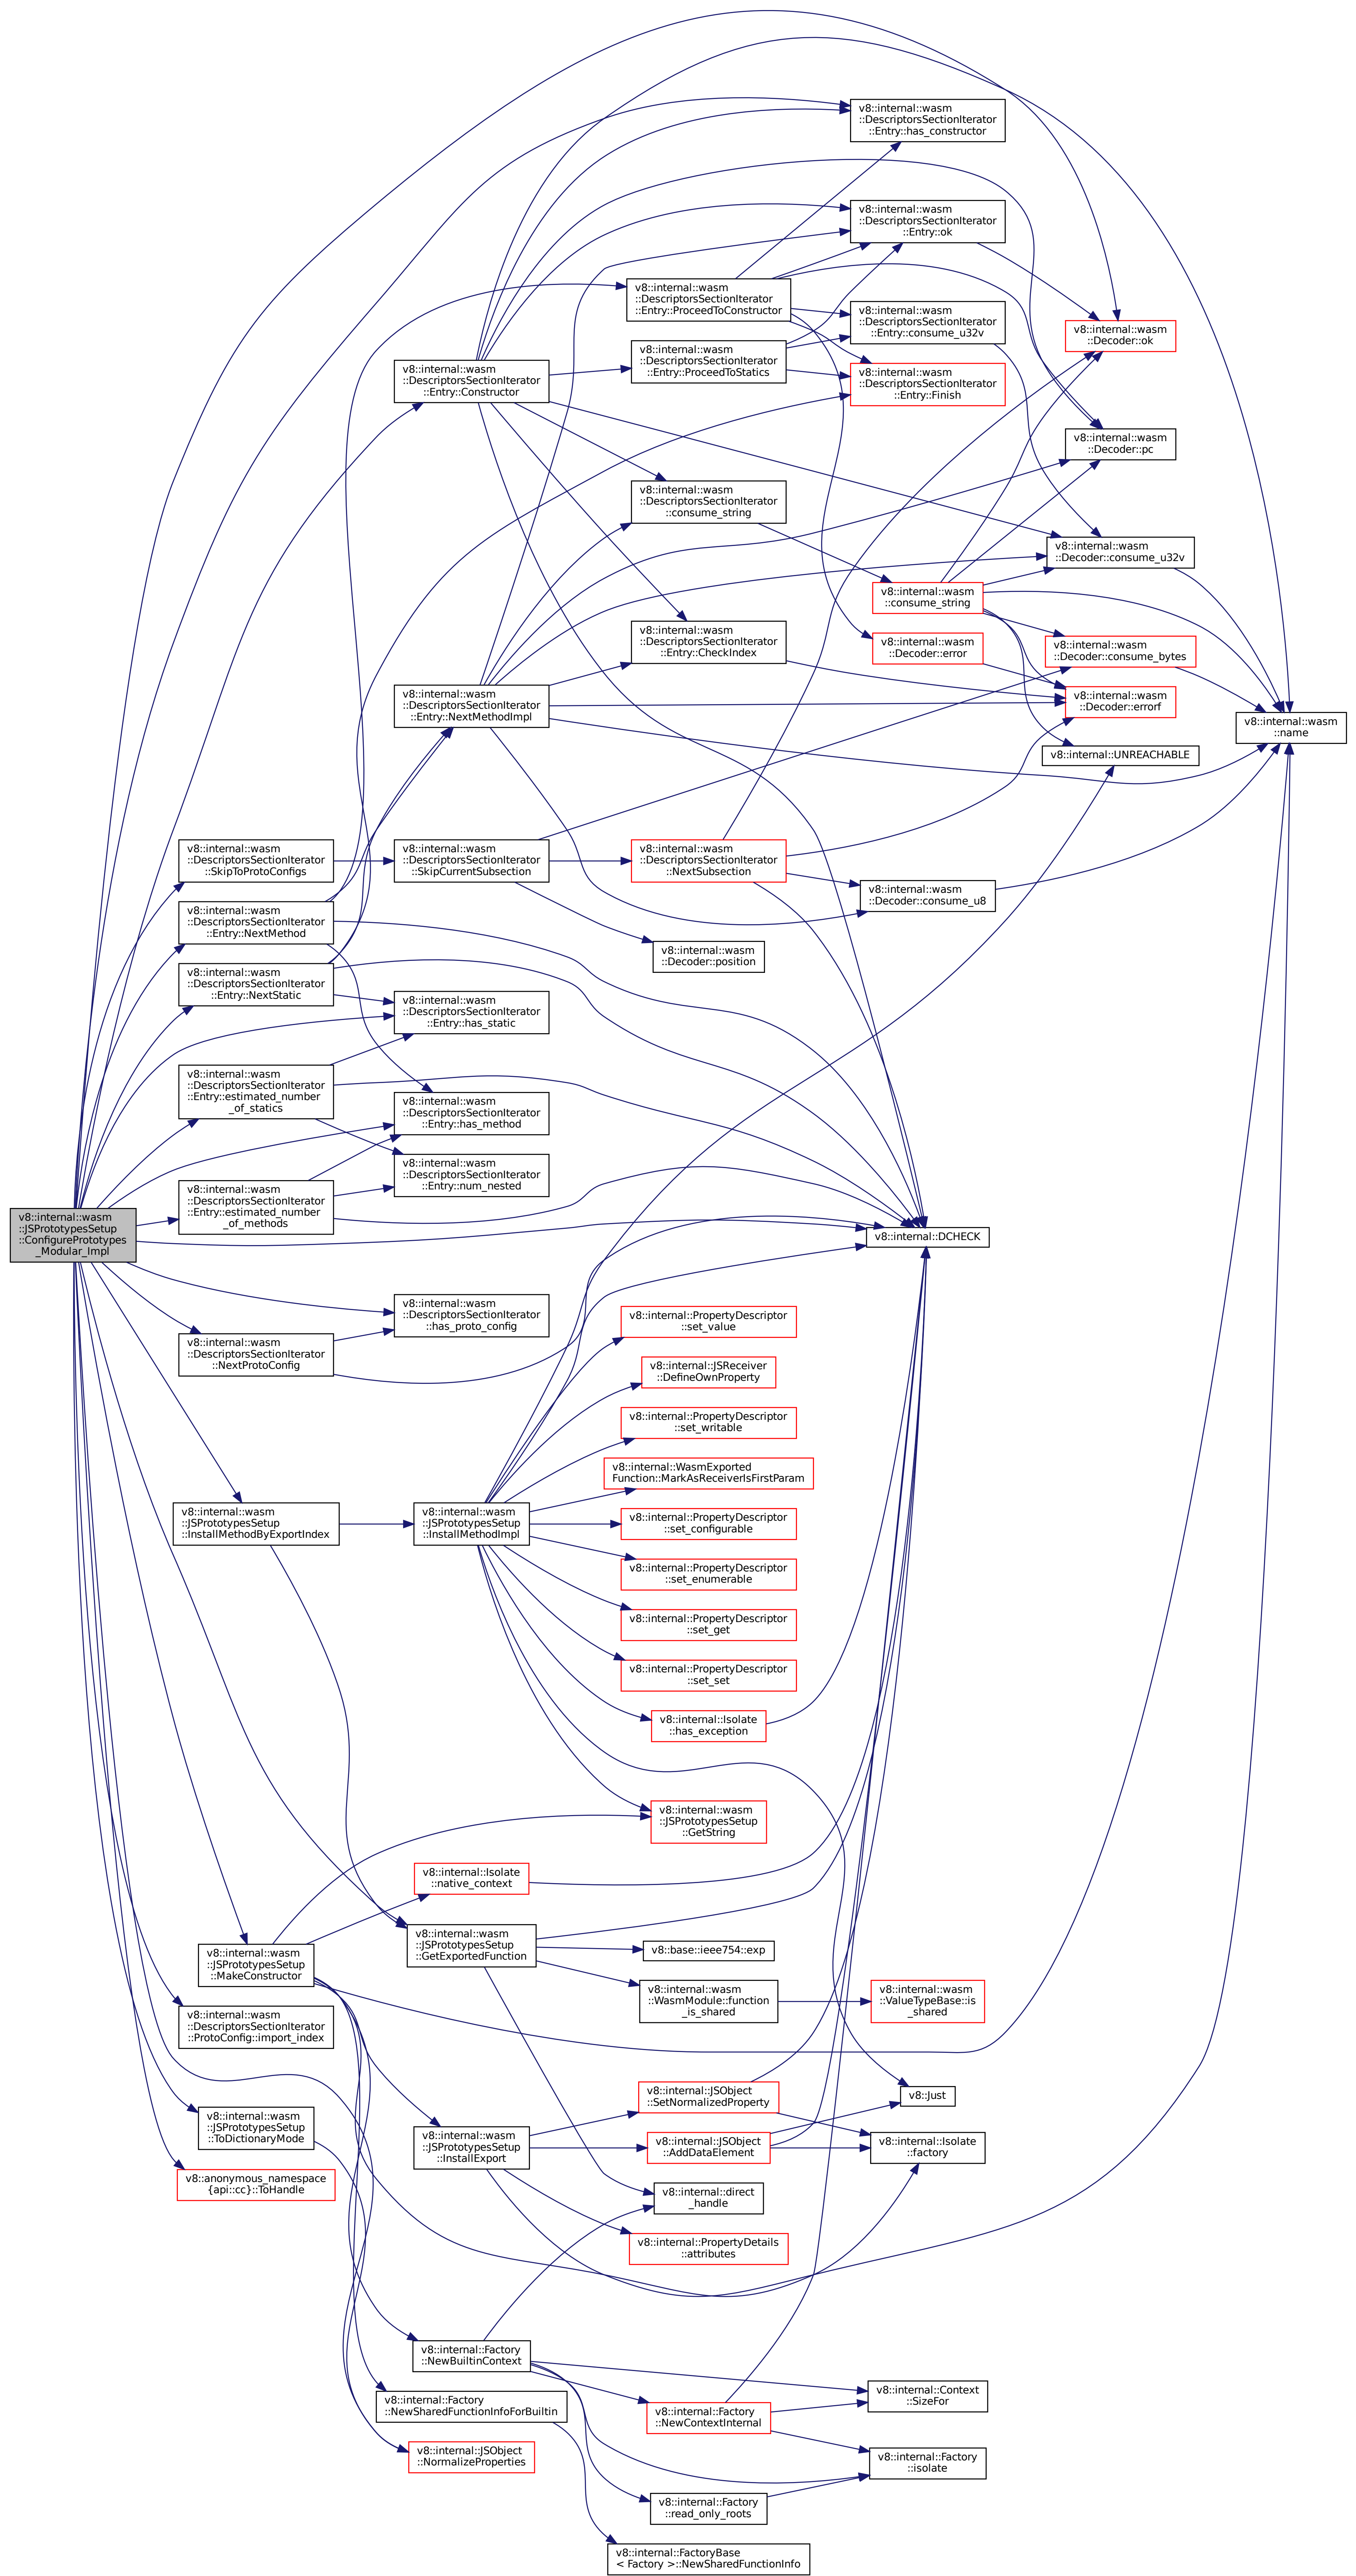 v8::internal::wasm
::JSPrototypesSetup
::ConfigurePrototypes
_Modular_Impl
v8::internal::wasm
::DescriptorsSectionIterator
::SkipToProtoConfigs
v8::internal::wasm
::DescriptorsSectionIterator
::Entry::NextMethod
v8::internal::wasm
::DescriptorsSectionIterator
::Entry::NextStatic
v8::internal::wasm
::DescriptorsSectionIterator
::Entry::estimated_number
_of_statics
v8::internal::wasm
::DescriptorsSectionIterator
::Entry::estimated_number
_of_methods
v8::internal::wasm
::DescriptorsSectionIterator
::NextProtoConfig
v8::internal::wasm
::JSPrototypesSetup
::InstallMethodByExportIndex
v8::internal::wasm
::JSPrototypesSetup
::MakeConstructor
v8::internal::wasm
::DescriptorsSectionIterator
::ProtoConfig::import_index
v8::internal::wasm
::JSPrototypesSetup
::ToDictionaryMode
v8::anonymous_namespace
{api::cc}::ToHandle
v8::internal::wasm
::DescriptorsSectionIterator
::Entry::Constructor
v8::internal::wasm
::DescriptorsSectionIterator
::Entry::NextMethodImpl
v8::internal::wasm
::DescriptorsSectionIterator
::SkipCurrentSubsection
v8::internal::wasm
::DescriptorsSectionIterator
::Entry::has_static
v8::internal::wasm
::DescriptorsSectionIterator
::Entry::has_method
v8::internal::wasm
::DescriptorsSectionIterator
::Entry::num_nested
v8::internal::wasm
::DescriptorsSectionIterator
::has_proto_config
v8::internal::wasm
::JSPrototypesSetup
::InstallMethodImpl
v8::internal::Isolate
::native_context
v8::internal::wasm
::JSPrototypesSetup
::GetExportedFunction
v8::internal::wasm
::JSPrototypesSetup
::InstallExport
v8::internal::Factory
::NewBuiltinContext
v8::internal::Factory
::NewSharedFunctionInfoForBuiltin
v8::internal::JSObject
::NormalizeProperties
v8::internal::wasm
::DescriptorsSectionIterator
::Entry::ProceedToConstructor
v8::internal::wasm
::DescriptorsSectionIterator
::Entry::ProceedToStatics
v8::internal::wasm
::DescriptorsSectionIterator
::consume_string
v8::internal::wasm
::DescriptorsSectionIterator
::Entry::CheckIndex
v8::internal::wasm
::DescriptorsSectionIterator
::NextSubsection
v8::internal::wasm
::Decoder::position
v8::internal::PropertyDescriptor
::set_value
v8::internal::JSReceiver
::DefineOwnProperty
v8::internal::PropertyDescriptor
::set_writable
v8::internal::WasmExported
Function::MarkAsReceiverIsFirstParam
v8::internal::PropertyDescriptor
::set_configurable
v8::internal::PropertyDescriptor
::set_enumerable
v8::internal::PropertyDescriptor
::set_get
v8::internal::PropertyDescriptor
::set_set
v8::internal::Isolate
::has_exception
v8::internal::wasm
::JSPrototypesSetup
::GetString
v8::base::ieee754::exp
v8::internal::wasm
::WasmModule::function
_is_shared
v8::internal::JSObject
::SetNormalizedProperty
v8::internal::JSObject
::AddDataElement
v8::internal::direct
_handle
v8::internal::PropertyDetails
::attributes
v8::internal::Factory
::NewContextInternal
v8::internal::Factory
::read_only_roots
v8::internal::FactoryBase
< Factory >::NewSharedFunctionInfo
v8::internal::wasm
::DescriptorsSectionIterator
::Entry::has_constructor
v8::internal::wasm
::DescriptorsSectionIterator
::Entry::ok
v8::internal::wasm
::DescriptorsSectionIterator
::Entry::consume_u32v
v8::internal::wasm
::DescriptorsSectionIterator
::Entry::Finish
v8::internal::wasm
::consume_string
v8::internal::wasm
::Decoder::error
v8::internal::wasm
::Decoder::consume_u8
v8::internal::DCHECK
v8::internal::wasm
::ValueTypeBase::is
_shared
v8::Just
v8::internal::Isolate
::factory
v8::internal::Context
::SizeFor
v8::internal::Factory
::isolate
v8::internal::wasm
::Decoder::ok
v8::internal::wasm
::Decoder::pc
v8::internal::wasm
::Decoder::consume_u32v
v8::internal::wasm
::Decoder::consume_bytes
v8::internal::wasm
::Decoder::errorf
v8::internal::UNREACHABLE
v8::internal::wasm
::name